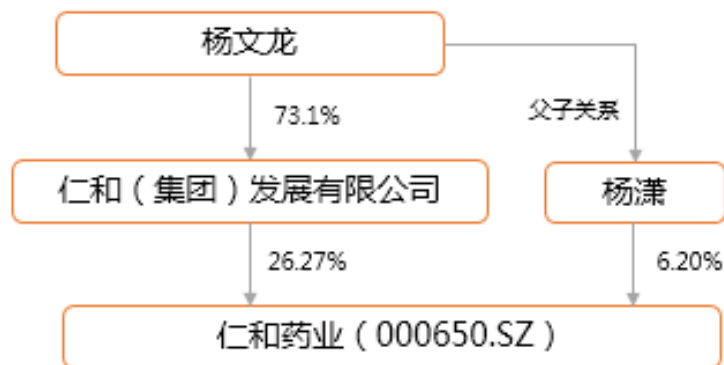 杨文龙
73.1%
父子关系
仁和（集团）发展有限公司
杨潇
26.27%
6.20%
仁和药业（000650.SZ）